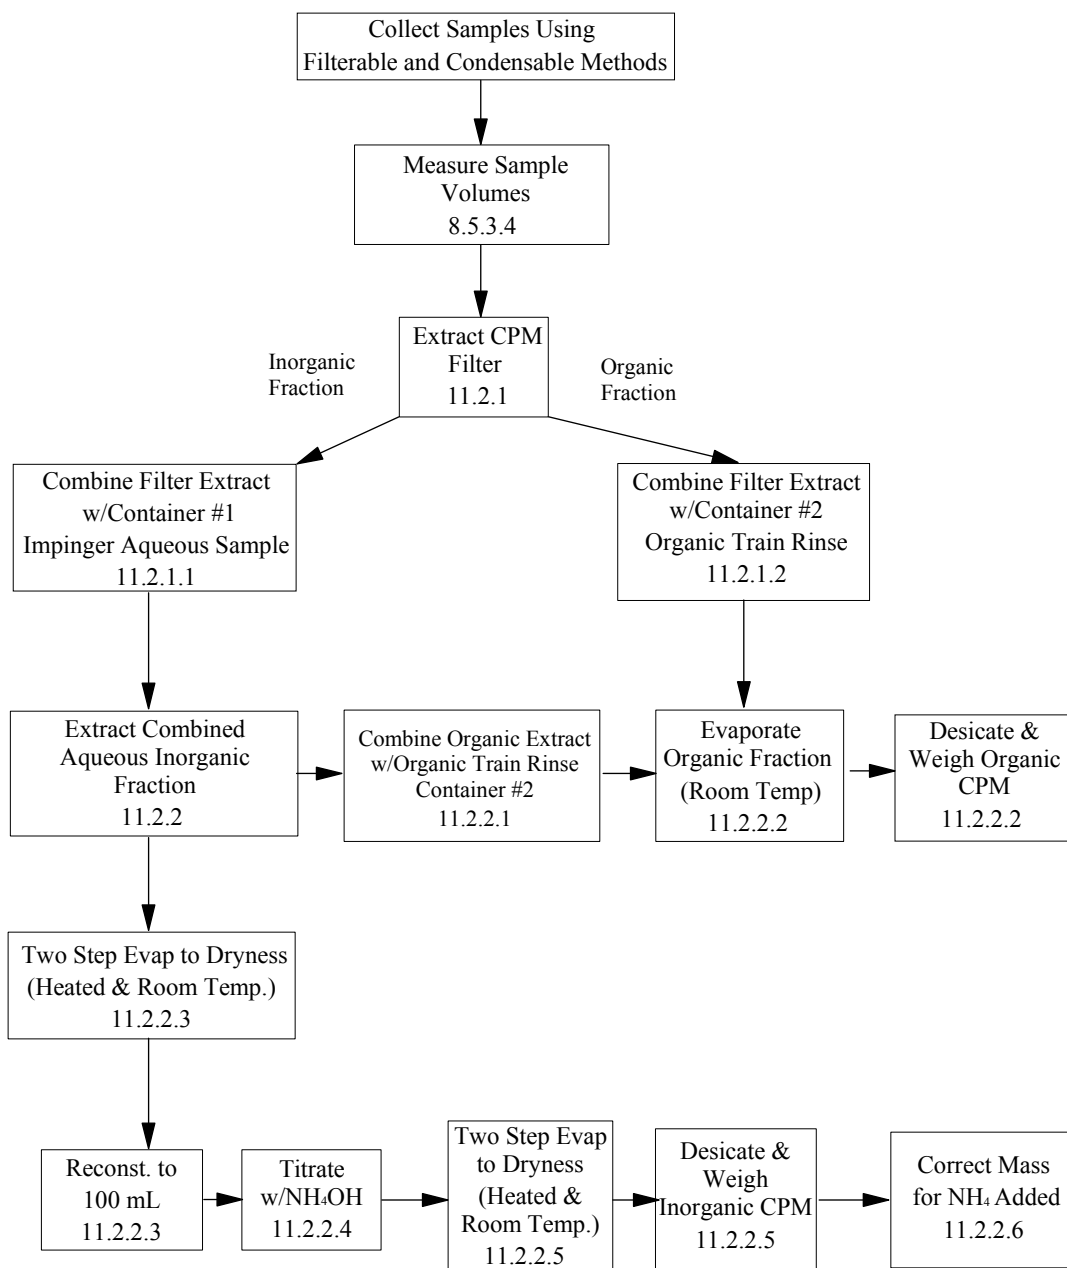 Collect Samples Using
Filterable and Condensable Methods
Measure Sample
Volumes
8.5.3.4
Extract CPM
Filter
11.2.1
Inorganic
Fraction
Organic
Fraction
Combine Filter Extract
w/Container #1
Impinger Aqueous Sample
11.2.1.1
Combine Filter Extract
w/Container #2
Organic Train Rinse
11.2.1.2
Extract Combined
Aqueous Inorganic
Fraction
11.2.2
Combine Organic Extract
w/Organic Train Rinse
Container #2
11.2.2.1
Evaporate
Organic Fraction
(Room Temp)
11.2.2.2
Desicate &
Weigh Organic
CPM
11.2.2.2
Two Step Evap to Dryness
(Heated & Room Temp.)
11.2.2.3
Reconst. to
100 mL
11.2.2.3
Titrate
w/NH₄OH
11.2.2.4
Two Step Evap
to Dryness
(Heated &
Room Temp.)
11.2.2.5
Desicate &
Weigh
Inorganic CPM
11.2.2.5
Correct Mass
for NH₄ Added
11.2.2.6